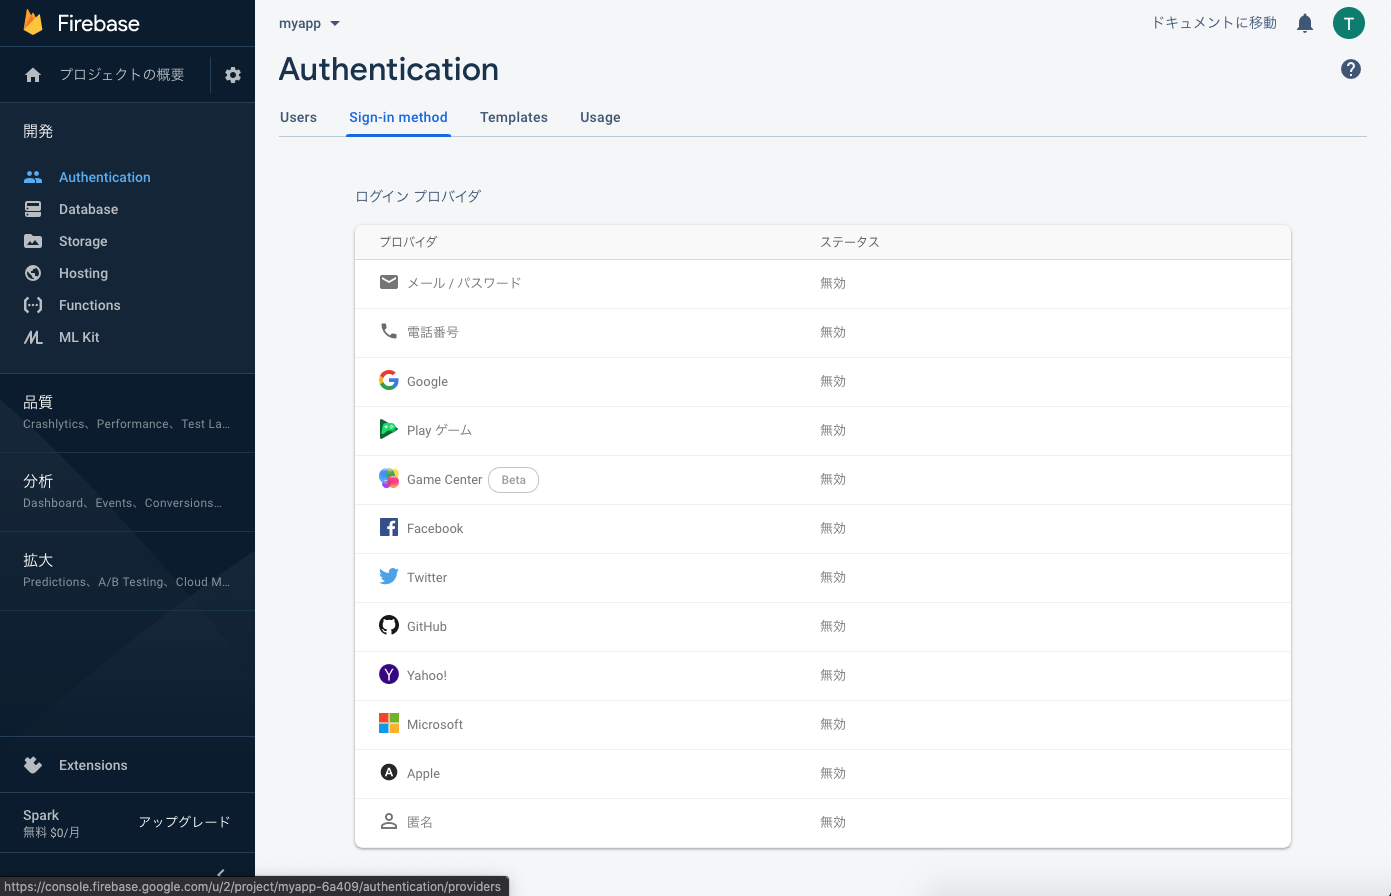 Firebase
プロジェクトの概要
開発
Authentication
Database
Storage
Hosting
Functions
ML Kit
品質
Crashlytics、Performance、Test La...
分析
Dashboard、Events、Conversions...
拡大
Predictions、A/B Testing、Cloud M...
Extensions
Spark
無料 $0/月
アップグレード
myapp
ドキュメントに移動
T
Authentication
Users Sign-in method Templates Usage
ログイン プロバイダ
プロバイダ ステータス
メール / パスワード 無効
電話番号 無効
Google 無効
Play ゲーム 無効
Game Center Beta 無効
Facebook 無効
Twitter 無効
GitHub 無効
Yahoo! 無効
Microsoft 無効
Apple 無効
匿名 無効
https://console.firebase.google.com/u/2/project/myapp-6a409/authentication/providers